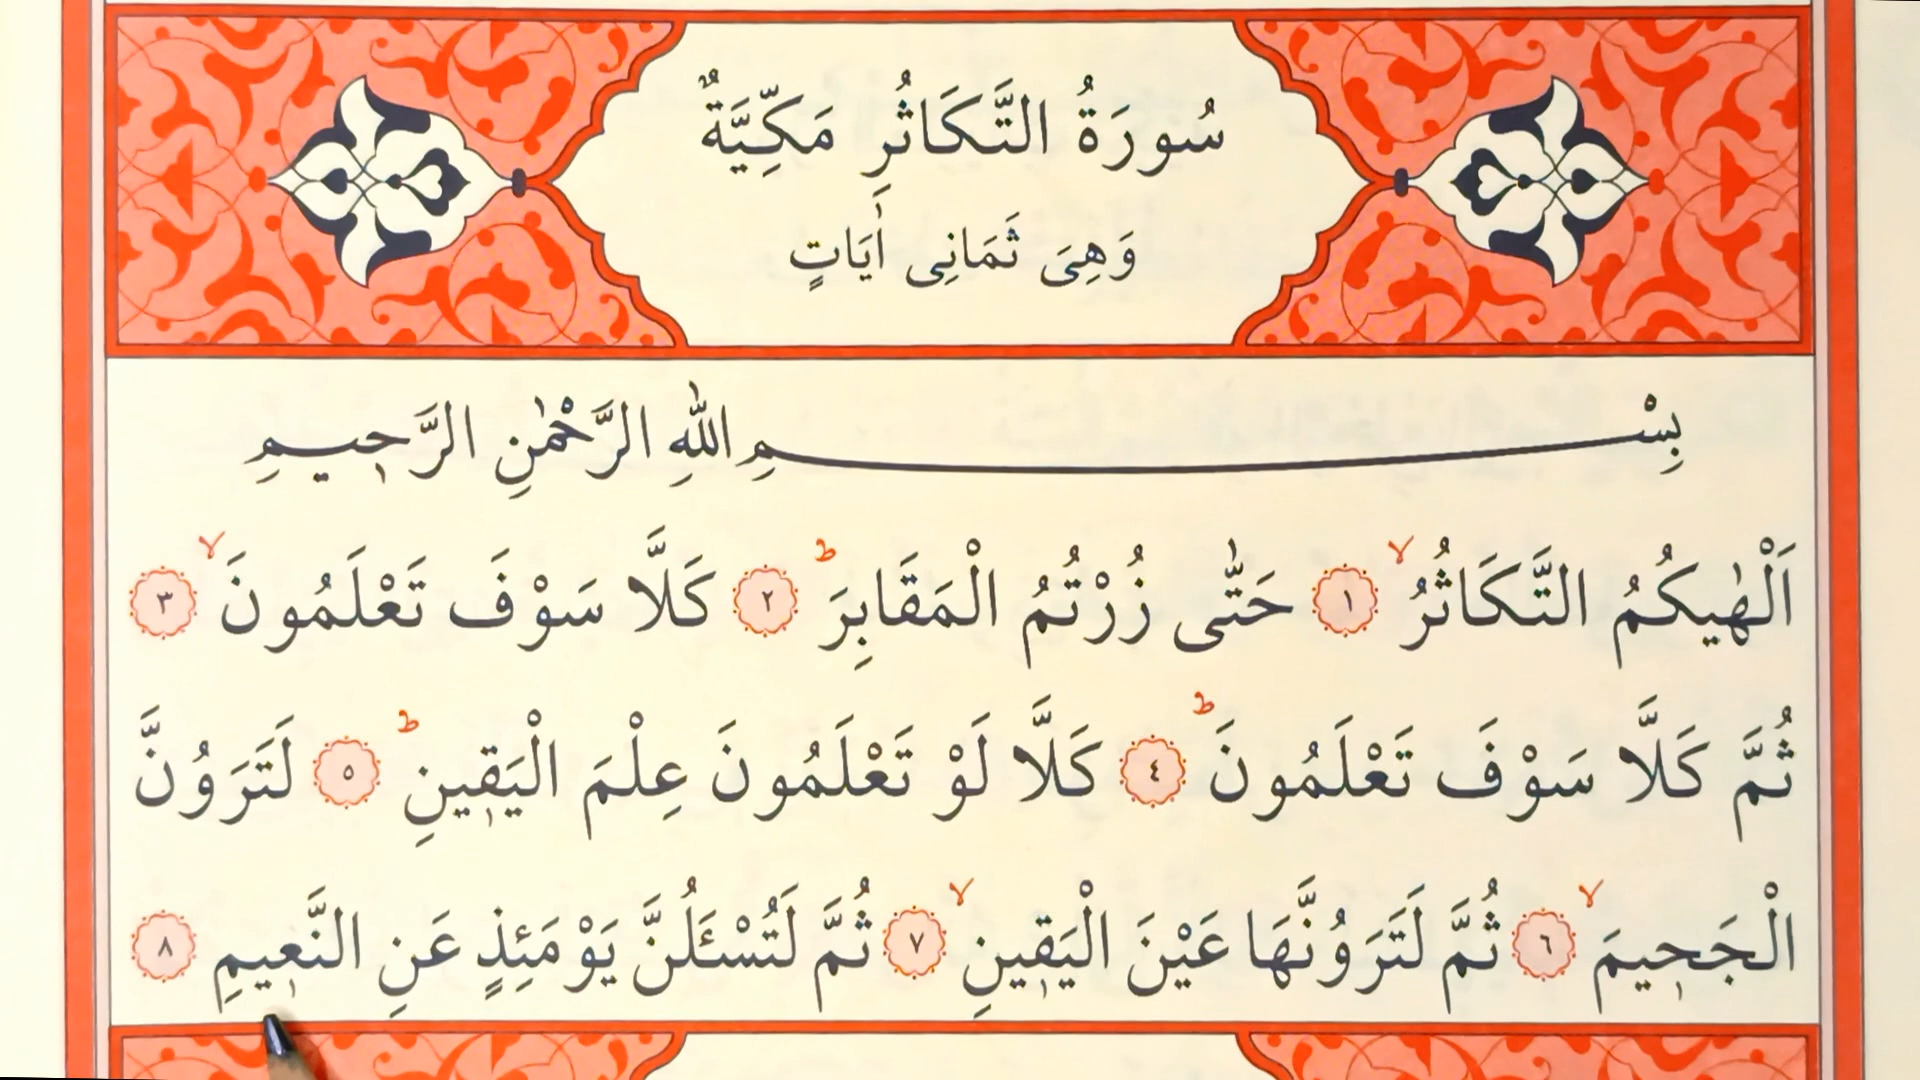 سُورَةُ التَّكَاثُرِ مَكِّيَّةٌ
وَهِىَ ثَمَانِى اٰيَاتٍ
بِسْمِ اللّٰهِ الرَّحْمٰنِ الرَّحٖيمِ
اَلْهٰيكُمُ التَّكَاثُرُ ۙ ١ حَتّٰى زُرْتُمُ الْمَقَابِرَ ۜ ٢ كَلَّا سَوْفَ تَعْلَمُونَ ۙ ٣
ثُمَّ كَلَّا سَوْفَ تَعْلَمُونَ ط ٤ كَلَّا لَوْ تَعْلَمُونَ عِلْمَ الْيَقٖينِ ط ٥ لَتَرَوُنَّ
الْجَحٖيمَ ۙ ٦ ثُمَّ لَتَرَوُنَّهَا عَيْنَ الْيَقٖينِ ۙ ٧ ثُمَّ لَتُسْـَٔلُنَّ يَوْمَئِذٍ عَنِ النَّعٖيمِ ٨